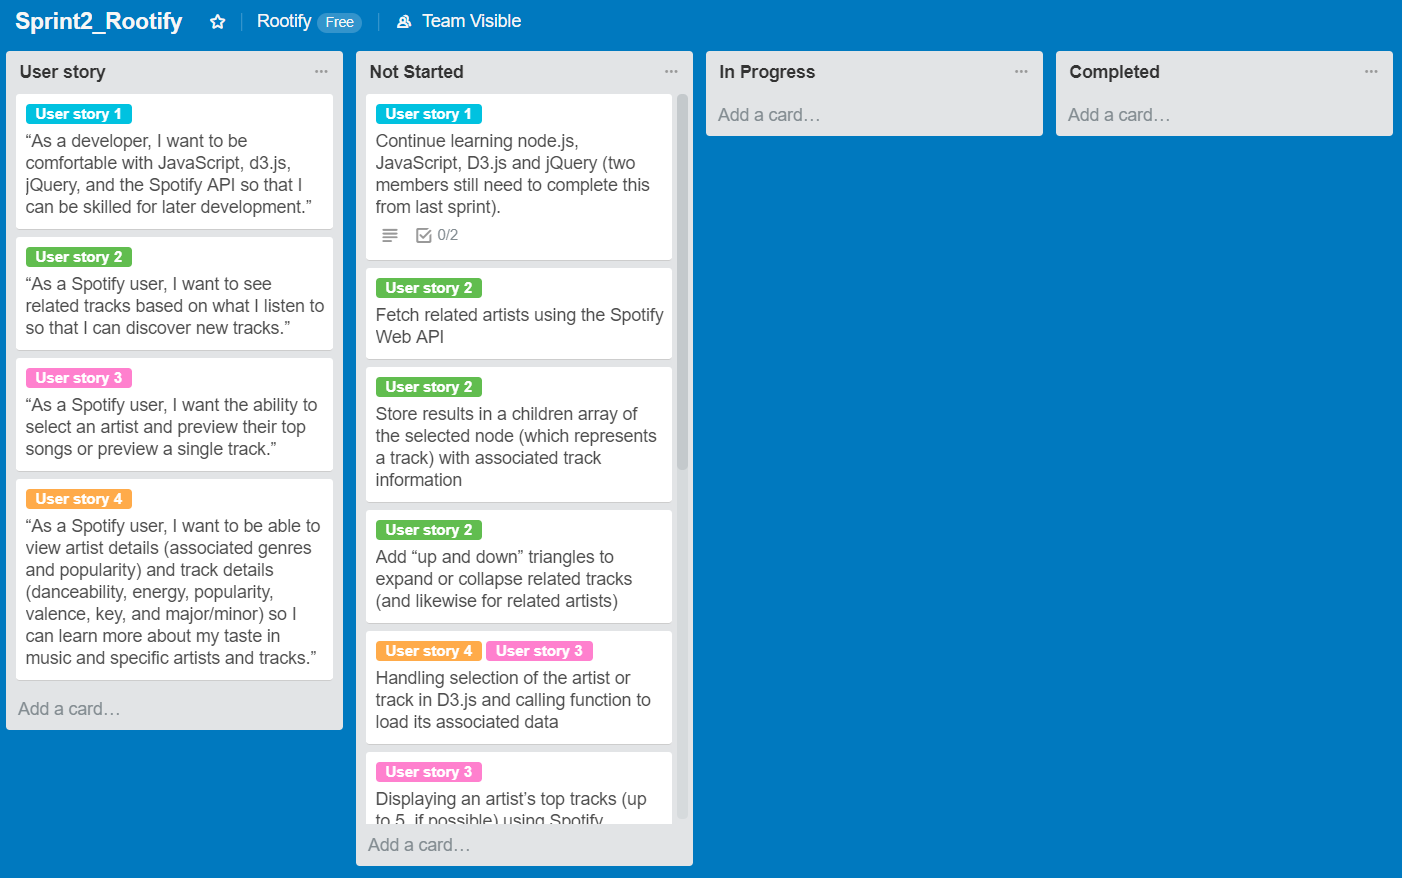 Sprint2_Rootify
Rootify Free
Team Visible
User story
User story 1
“As a developer, I want to be
comfortable with JavaScript, d3.js,
jQuery, and the Spotify API so that I
can be skilled for later development.”
User story 2
“As a Spotify user, I want to see
related tracks based on what I listen to
so that I can discover new tracks.”
User story 3
“As a Spotify user, I want the ability to
select an artist and preview their top
songs or preview a single track.”
User story 4
“As a Spotify user, I want to be able to
view artist details (associated genres
and popularity) and track details
(danceability, energy, popularity,
valence, key, and major/minor) so I
can learn more about my taste in
music and specific artists and tracks.”
Add a card…
Not Started
User story 1
Continue learning node.js,
JavaScript, D3.js and jQuery (two
members still need to complete this
from last sprint).
0/2
User story 2
Fetch related artists using the Spotify
Web API
User story 2
Store results in a children array of
the selected node (which represents
a track) with associated track
information
User story 2
Add “up and down” triangles to
expand or collapse related tracks
(and likewise for related artists)
User story 4 User story 3
Handling selection of the artist or
track in D3.js and calling function to
load its associated data
User story 3
Displaying an artist’s top tracks (up
to 5, if possible) using Spotify
Add a card…
In Progress
Add a card…
Completed
Add a card…